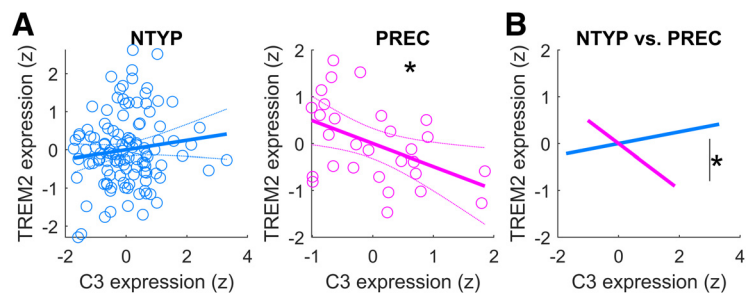 A
NTYP
TREM2 expression (z)
2
1
0
-1
-2
-2
0
2
4
C3 expression (z)
PREC
*
TREM2 expression (z)
2
1
0
-1
-2
-1
0
1
2
C3 expression (z)
B
NTYP vs. PREC
TREM2 expression (z)
2
1
0
-1
-2
*
-2
0
2
4
C3 expression (z)